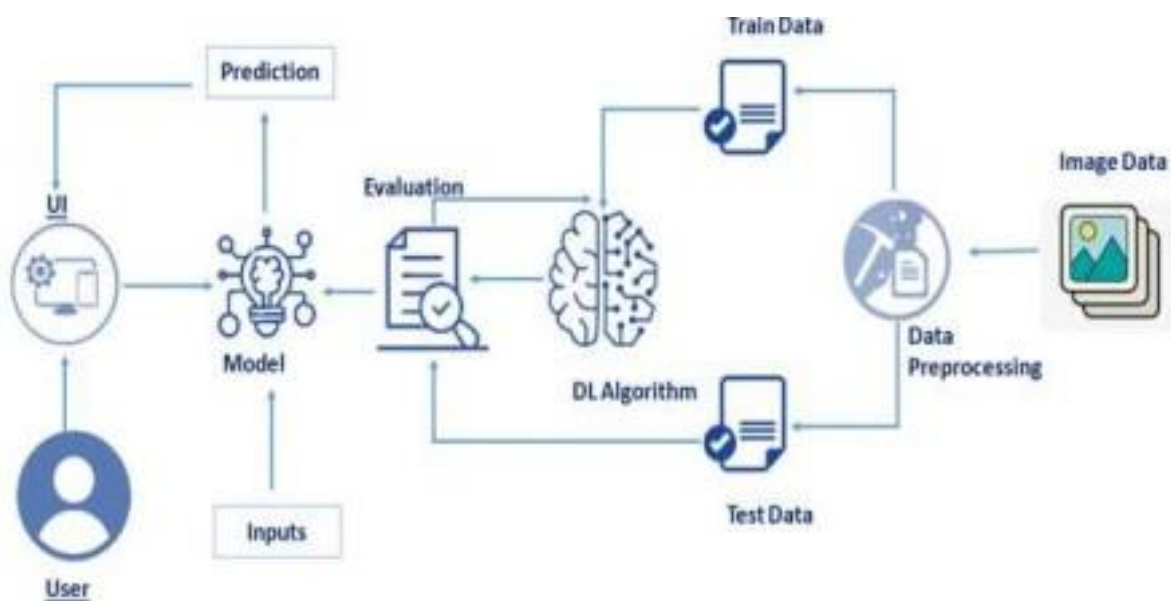 Train Data
Prediction
Image Data
Evaluation
UI
Model
Data
Preprocessing
DL Algorithm
Test Data
Inputs
User